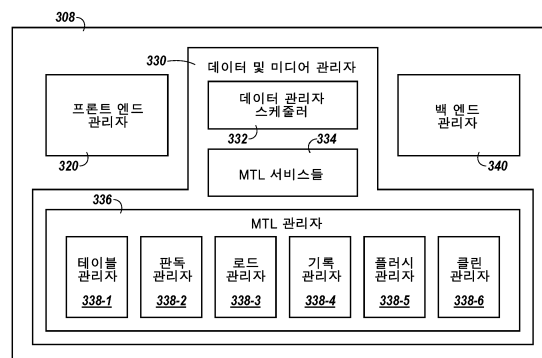 308
330
데이터 및 미디어 관리자
프론트 엔드
관리자
320
데이터 관리자
스케줄러
332
334
MTL 서비스들
백 엔드
관리자
340
336
MTL 관리자
테이블
관리자
338-1
판독
관리자
338-2
로드
관리자
338-3
기록
관리자
338-4
플러시
관리자
338-5
클린
관리자
338-6